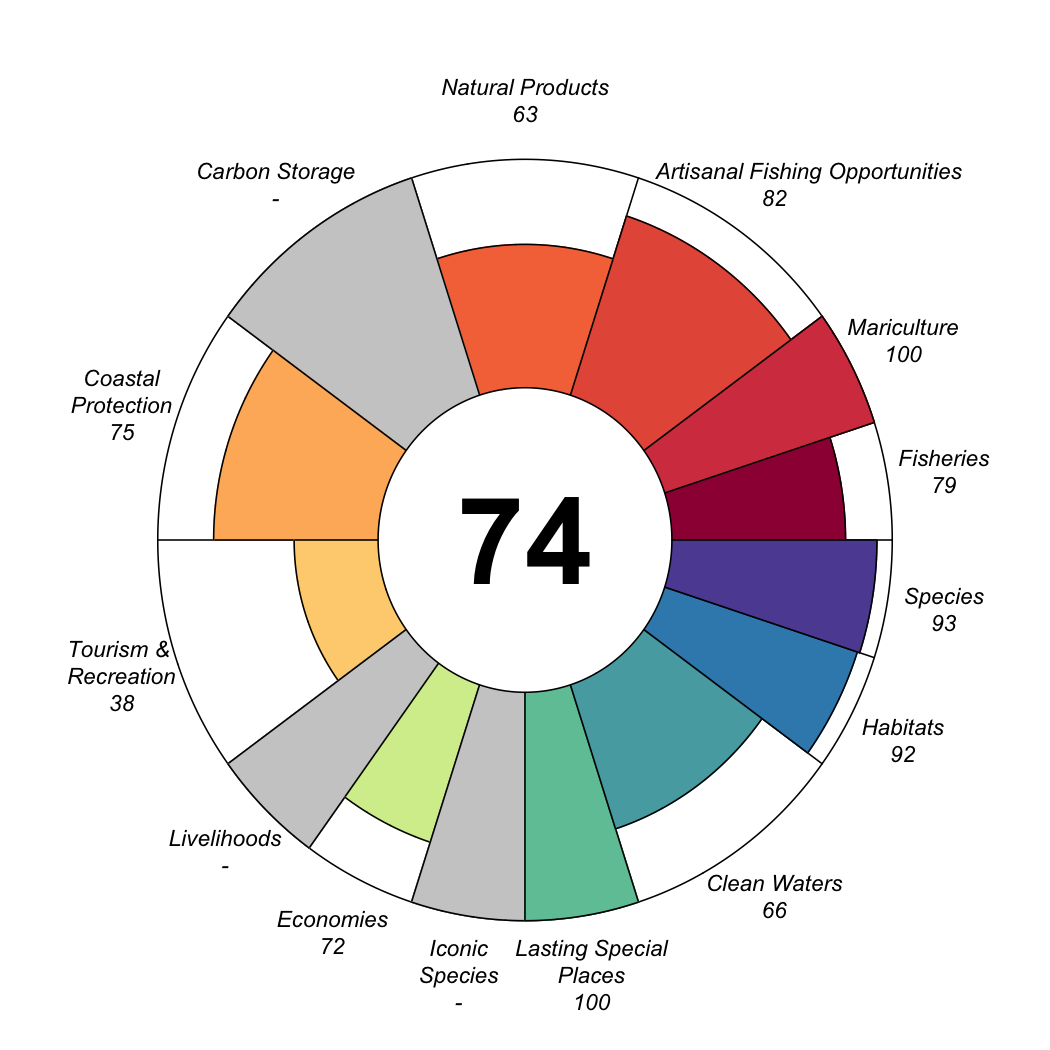 Natural Products
63
Artisanal Fishing Opportunities
82
Mariculture
100
Fisheries
79
Species
93
Habitats
92
Clean Waters
66
Lasting Special
Places
100
Iconic
Species
-
Economies
72
Livelihoods
-
Tourism &
Recreation
38
Coastal
Protection
75
Carbon Storage
-
74